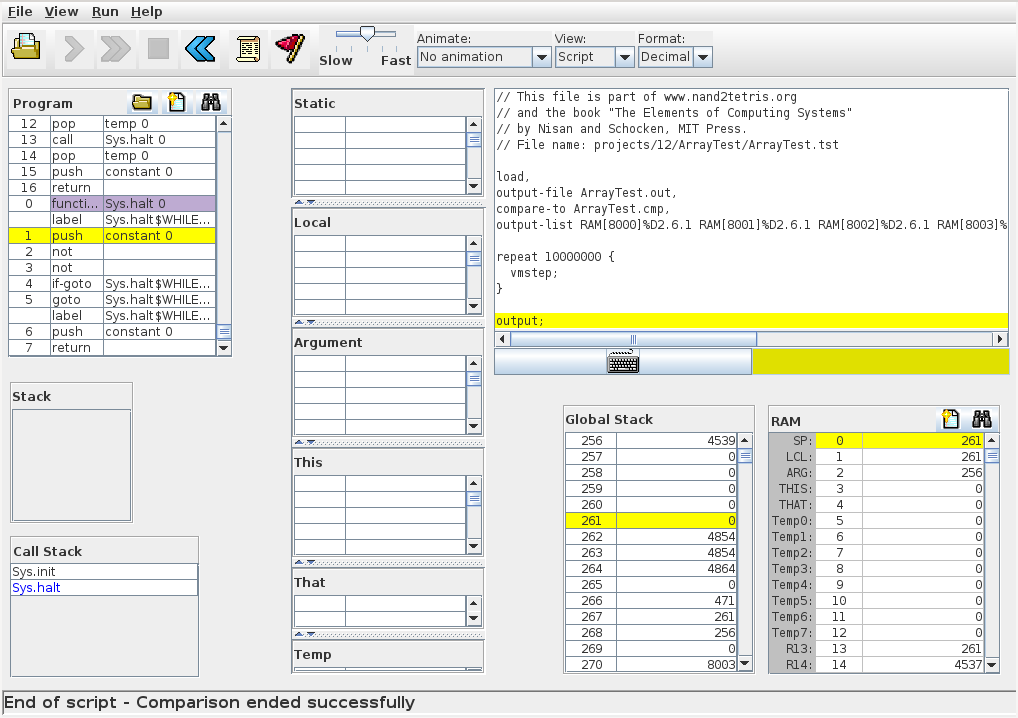 File View Run Help
Slow Fast
Animate:
No animation
View:
Script
Format:
Decimal
Program
12 pop temp 0
13 call Sys.halt 0
14 pop temp 0
15 push constant 0
16 return
0 functi... Sys.halt 0
label Sys.halt$WHILE...
1 push constant 0
2 not
3 not
4 if-goto Sys.halt$WHILE...
5 goto Sys.halt$WHILE...
label Sys.halt$WHILE...
6 push constant 0
7 return
Stack
Call Stack
Sys.init
Sys.halt
Static
Local
Argument
This
That
Temp
// This file is part of www.nand2tetris.org
// and the book "The Elements of Computing Systems"
// by Nisan and Schocken, MIT Press.
// File name: projects/12/ArrayTest/ArrayTest.tst
load,
output-file ArrayTest.out,
compare-to ArrayTest.cmp,
output-list RAM[8000]%D2.6.1 RAM[8001]%D2.6.1 RAM[8002]%D2.6.1 RAM[8003]%
repeat 10000000 {
vmstep;
}
output;
Global Stack
256 4539
257 0
258 0
259 0
260 0
261 0
262 4854
263 4854
264 4864
265 0
266 471
267 261
268 256
269 0
270 8003
RAM
SP: 0 261
LCL: 1 261
ARG: 2 256
THIS: 3 0
THAT: 4 0
Temp0: 5 0
Temp1: 6 0
Temp2: 7 0
Temp3: 8 0
Temp4: 9 0
Temp5: 10 0
Temp6: 11 0
Temp7: 12 0
R13: 13 261
R14: 14 4537
End of script - Comparison ended successfully